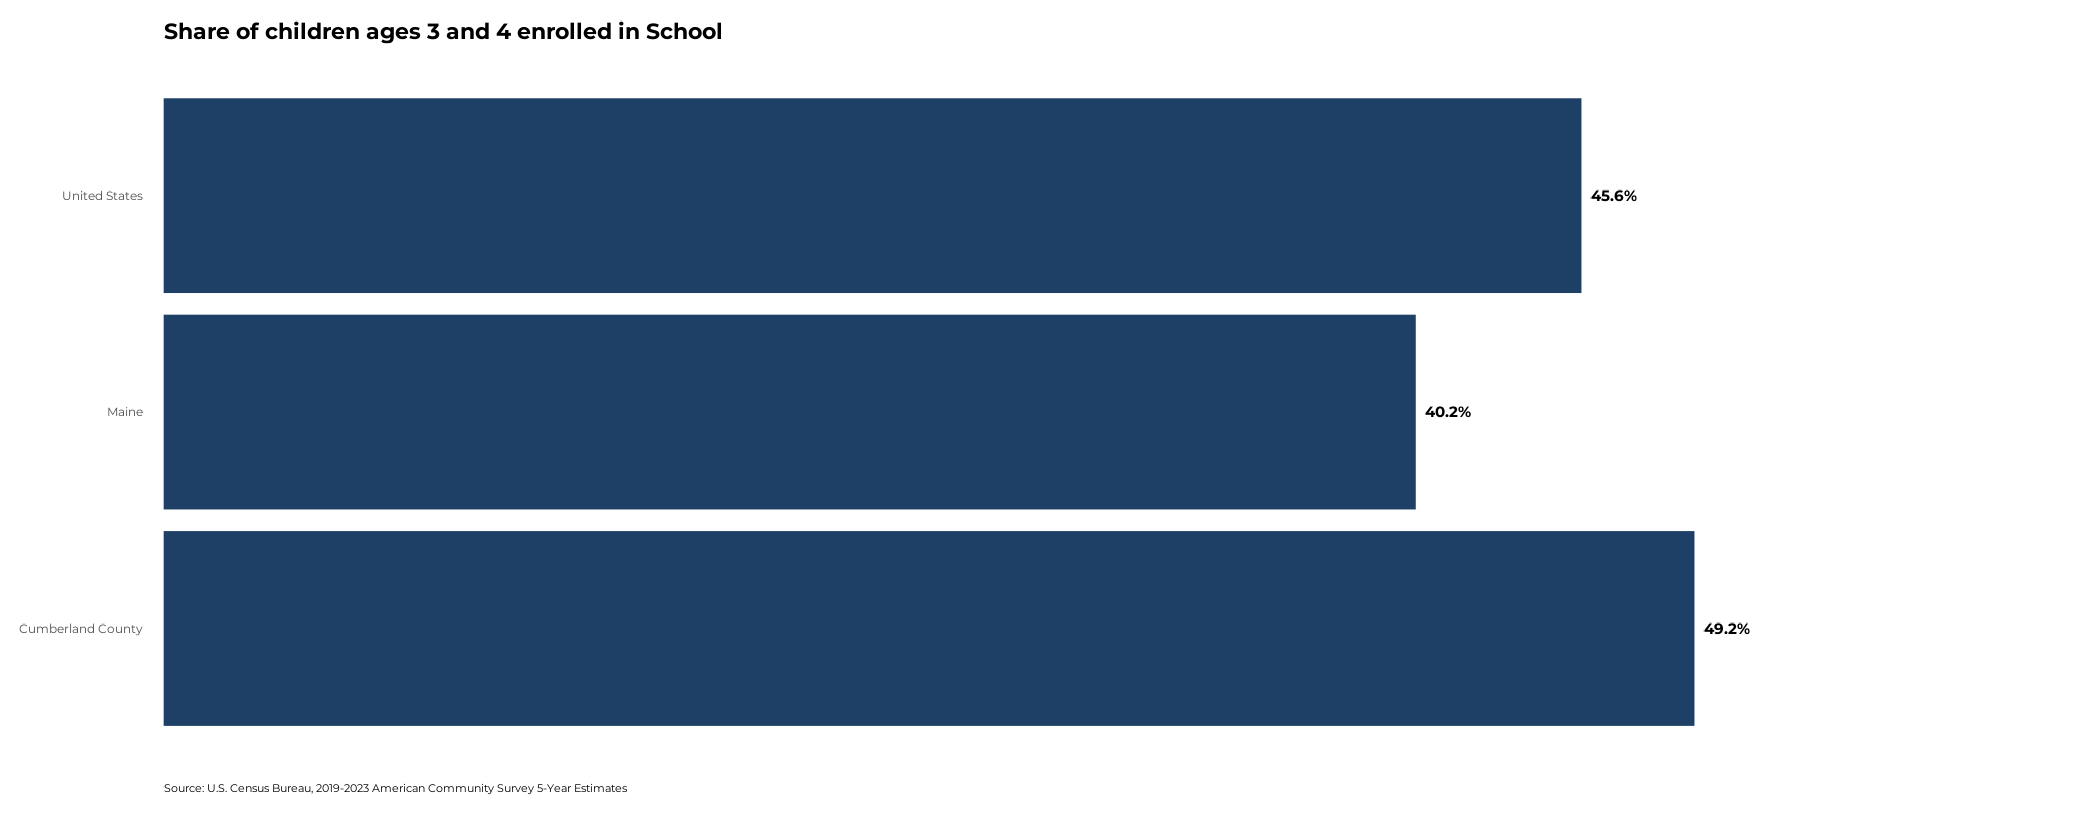 Share of children ages 3 and 4 enrolled in School
United States
45.6%
Maine
40.2%
Cumberland County
49.2%
Source: U.S. Census Bureau, 2019-2023 American Community Survey 5-Year Estimates